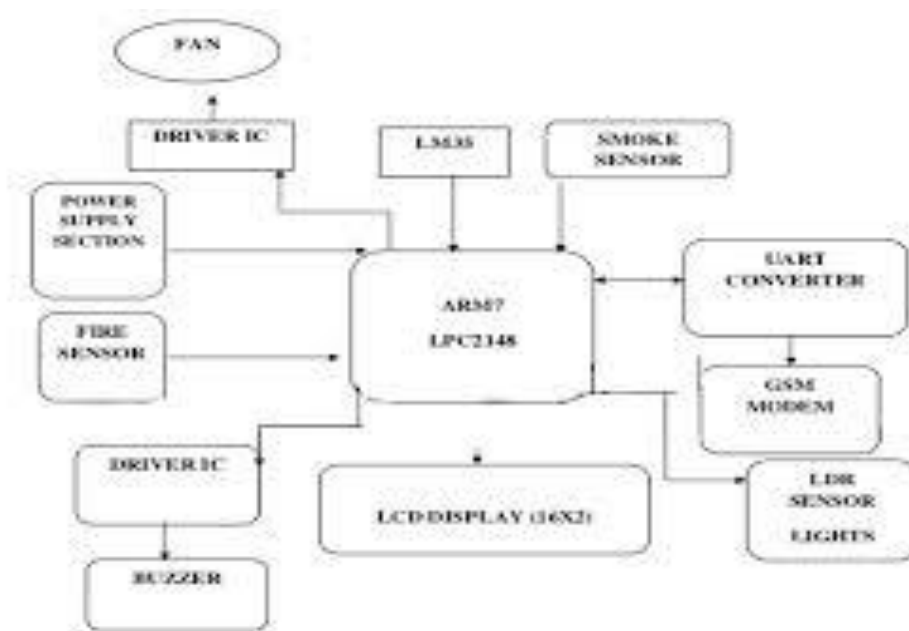 FAN
DRIVER IC
LM35
SMOKE
SENSOR
POWER
SUPPLY
SECTION
UART
CONVERTER
ARM7
LPC2148
FIRE
SENSOR
GSM
MODEM
DRIVER IC
LCD DISPLAY (16X2)
LDR
SENSOR
LIGHTS
BUZZER